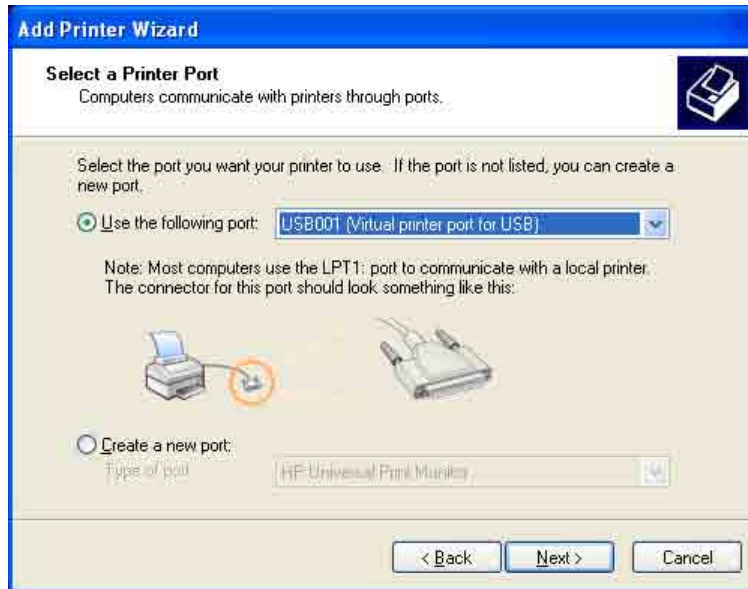 Add Printer Wizard
Select a Printer Port
Computers communicate with printers through ports.
Select the port you want your printer to use. If the port is not listed, you can create a
new port.
Use the following port: USB001 (Virtual printer port for USB)
Note: Most computers use the LPT1: port to communicate with a local printer.
The connector for this port should look something like this:
Create a new port:
Type of port HP Universal Print Monitor
< Back Next > Cancel